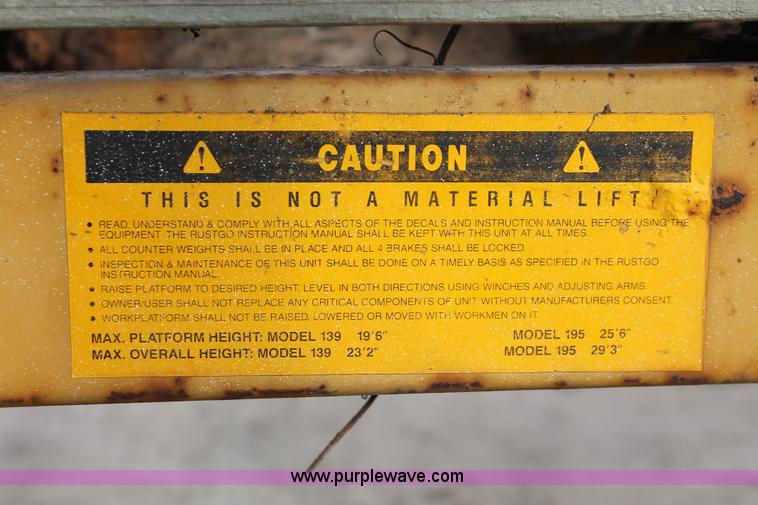 CAUTION
THIS IS NOT A MATERIAL LIFT
• READ, UNDERSTAND & COMPLY WITH ALL ASPECTS OF THE DECALS AND INSTRUCTION MANUAL BEFORE USING THE
EQUIPMENT. THE RUSTGO INSTRUCTION MANUAL SHALL BE KEPT WITH THIS UNIT AT ALL TIMES.
• ALL COUNTER WEIGHTS SHALL BE IN PLACE AND ALL 4 BRAKES SHALL BE LOCKED.
• INSPECTION & MAINTENANCE OF THIS UNIT SHALL BE DONE ON A TIMELY BASIS AS SPECIFIED IN THE RUSTGO
INSTRUCTION MANUAL.
• RAISE PLATFORM TO DESIRED HEIGHT, LEVEL IN BOTH DIRECTIONS USING WINCHES AND ADJUSTING ARMS.
• OWNER/USER SHALL NOT REPLACE ANY CRITICAL COMPONENTS OF UNIT WITHOUT MANUFACTURERS CONSENT.
• WORKPLATFORM SHALL NOT BE RAISED, LOWERED OR MOVED WITH WORKMEN ON IT.
MAX. PLATFORM HEIGHT: MODEL 139 19'6" MODEL 195 25'6"
MAX. OVERALL HEIGHT: MODEL 139 23'2" MODEL 195 29'3"
www.purplewave.com